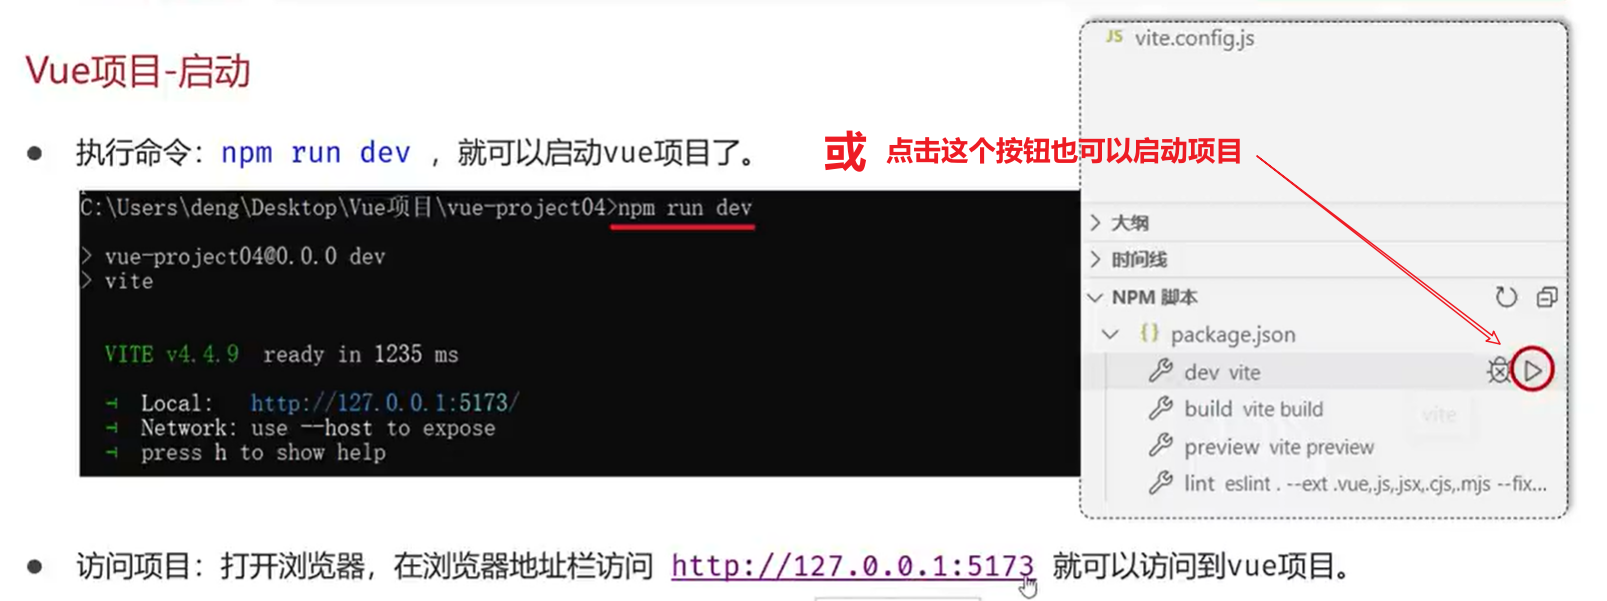 JS vite.config.js
Vue项目-启动
执行命令：npm run dev ，就可以启动vue项目了。
或 点击这个按钮也可以启动项目
C:\Users\deng\Desktop\Vue项目\vue-project04>npm run dev
> vue-project04@0.0.0 dev
> vite
VITE v4.4.9 ready in 1235 ms
Local: http://127.0.0.1:5173/
Network: use --host to expose
press h to show help
大纲
时间线
NPM 脚本
{} package.json
dev vite
build vite build
vite
preview vite preview
lint eslint . --ext .vue,.js,.jsx,.cjs,.mjs --fix...
访问项目：打开浏览器，在浏览器地址栏访问 http://127.0.0.1:5173 就可以访问到vue项目。